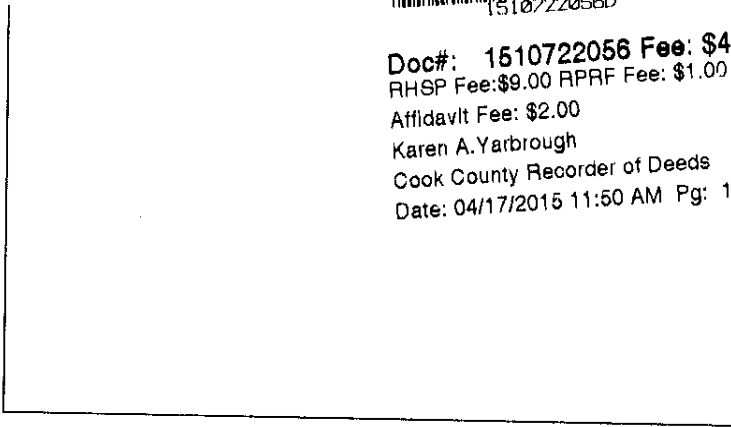 1510722056D
Doc#: 1510722056 Fee: $4
RHSP Fee:$9.00 RPRF Fee: $1.00
Affidavit Fee: $2.00
Karen A.Yarbrough
Cook County Recorder of Deeds
Date: 04/17/2015 11:50 AM Pg: 1